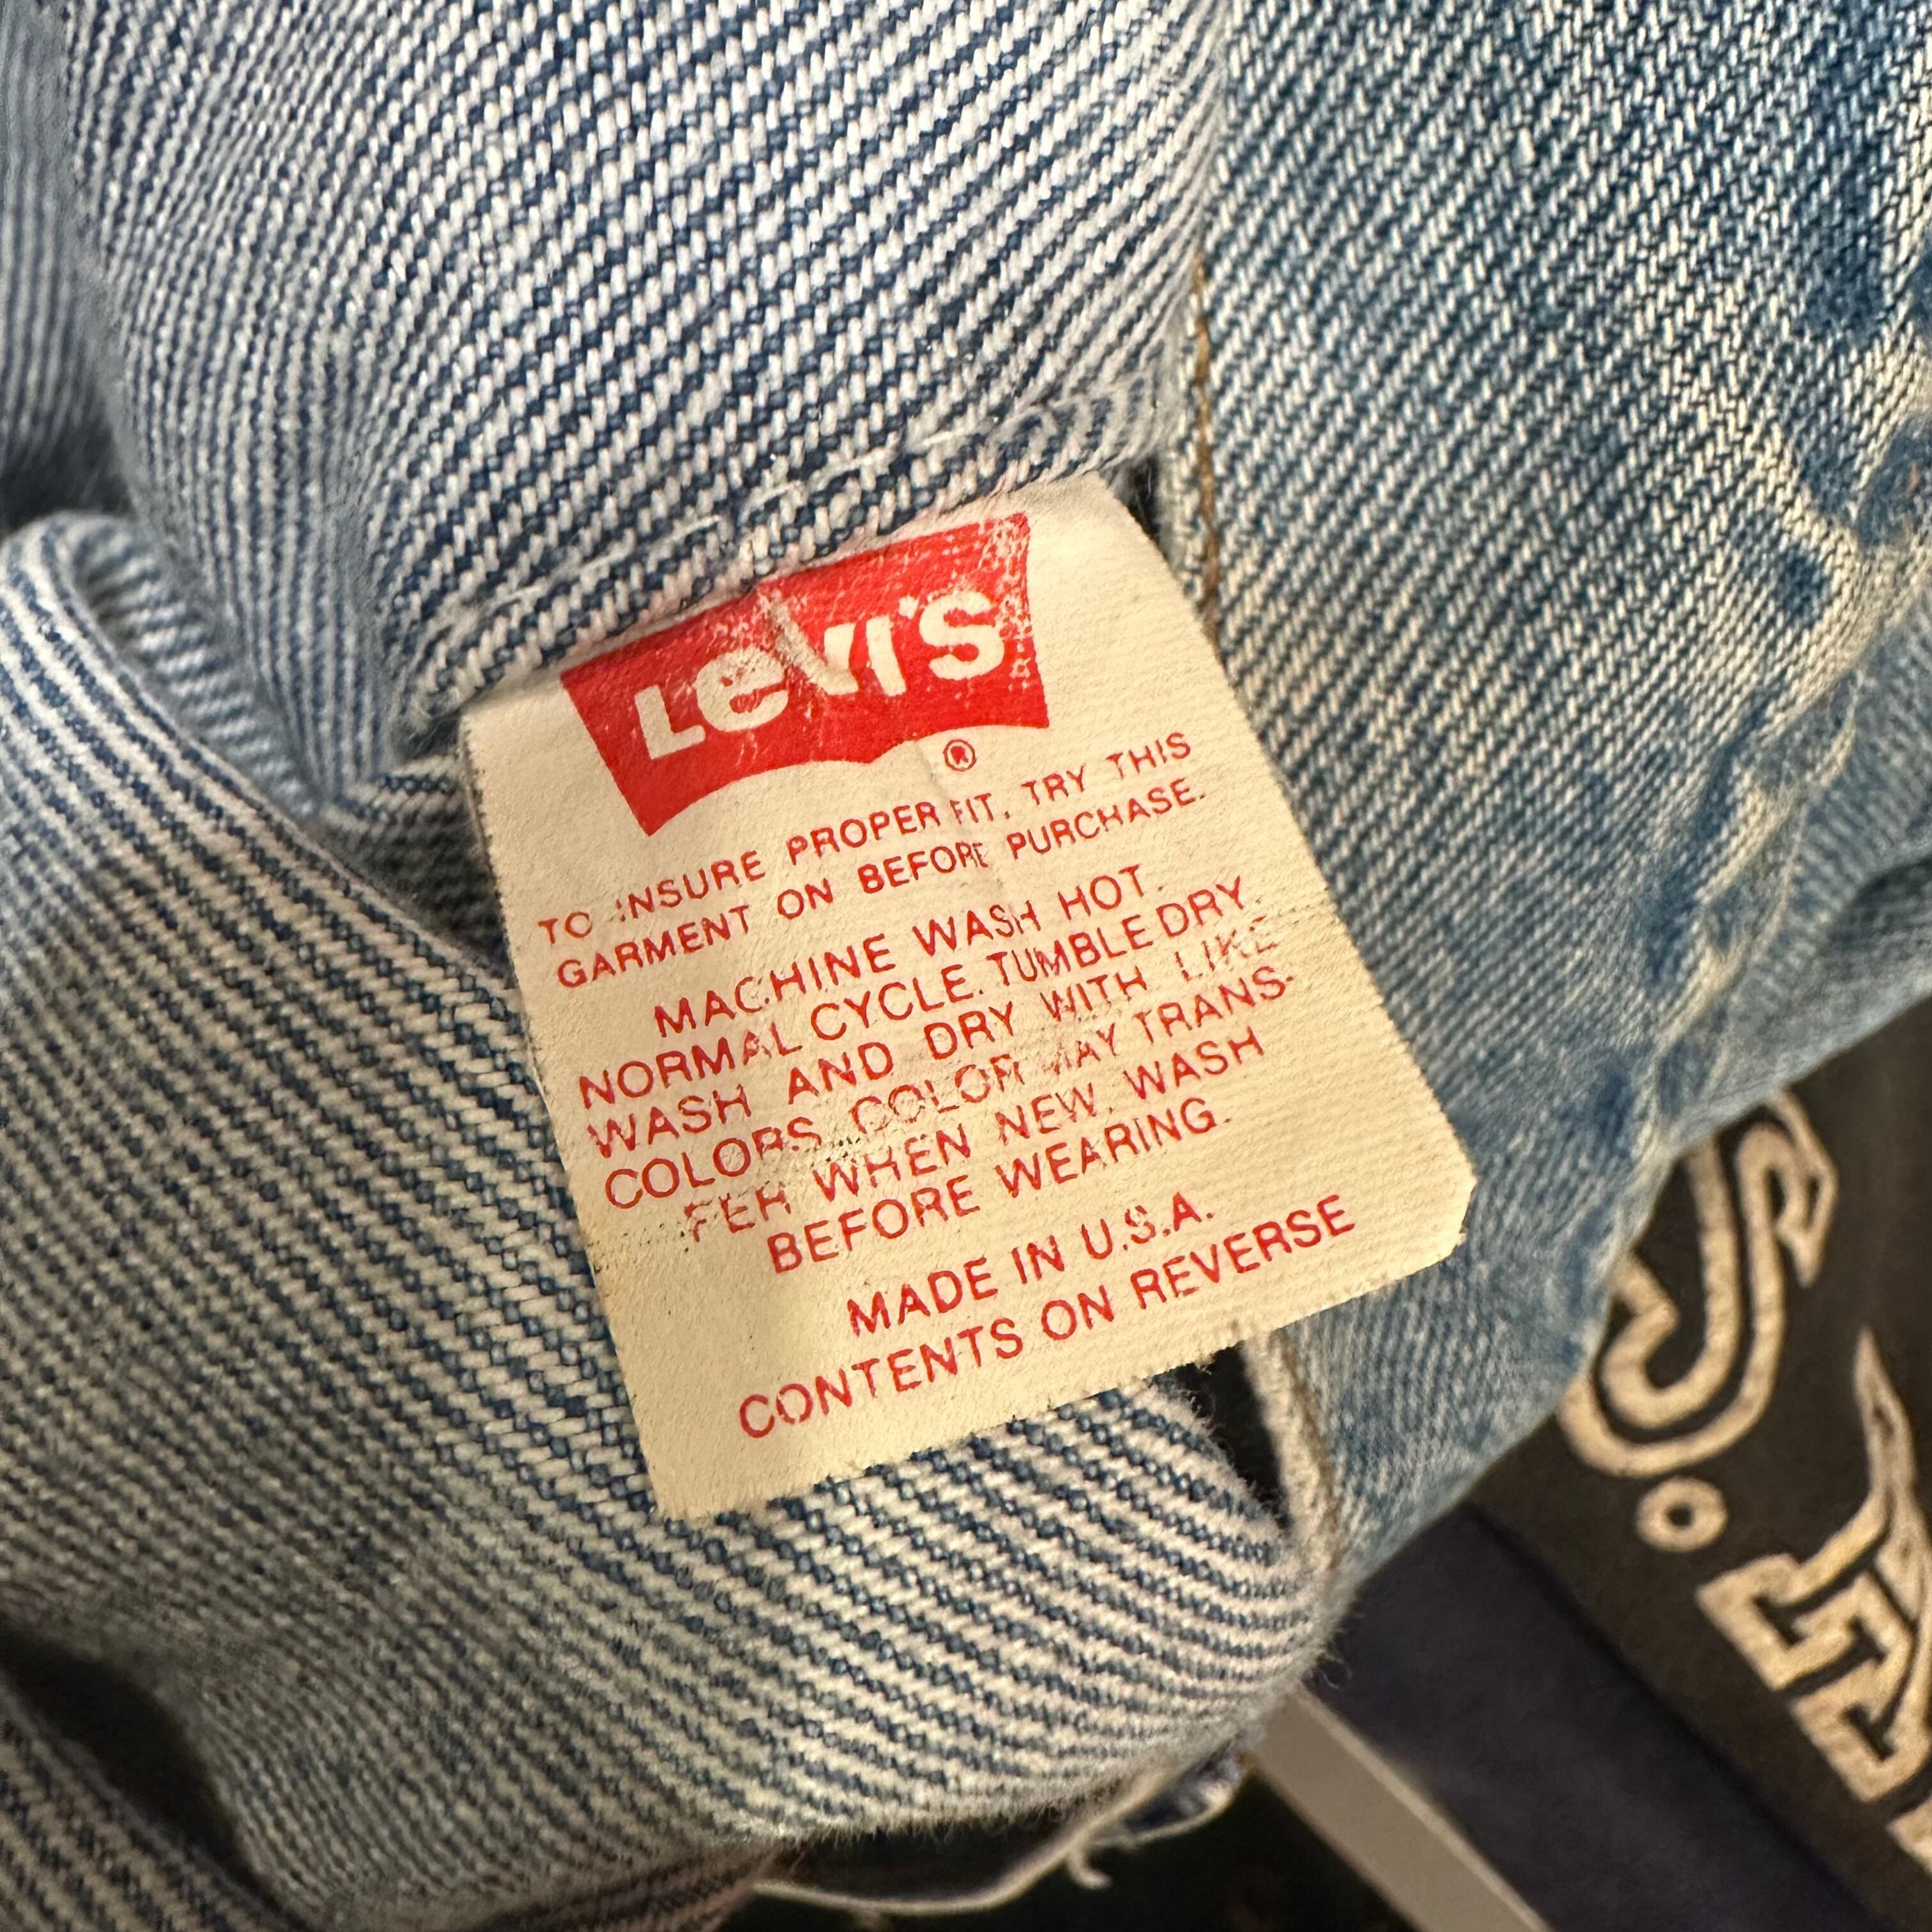 Levi's
®
TO INSURE PROPER FIT, TRY THIS
GARMENT ON BEFORE PURCHASE.
MACHINE WASH HOT.
NORMAL CYCLE. TUMBLE DRY.
WASH AND DRY WITH LIKE
COLORS. COLOR MAY TRANS-
FER WHEN NEW. WASH
BEFORE WEARING.
MADE IN U.S.A.
CONTENTS ON REVERSE